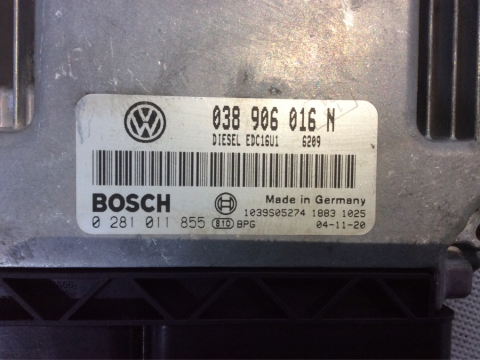 038 906 016 N
DIESEL EDC16U1 6209
BOSCH Made in Germany
1039S05274 1883 1025
0 281 011 855 810 BPG 04-11-20